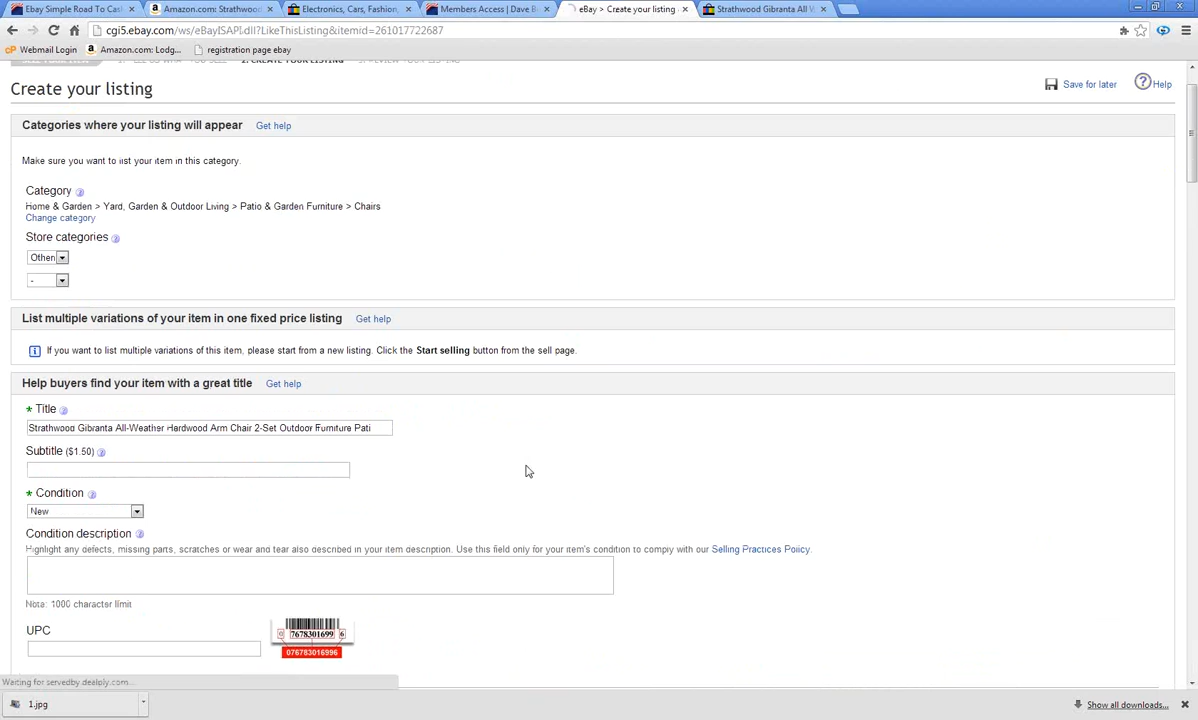 Ebay Simple Road To Cas
Amazon.com: Strathwood
Electronics, Cars, Fashion,
Members Access | Dave B
eBay > Create your listing
Strathwood Gibranta All
cgi5.ebay.com/ws/eBayISAPI.dll?LikeThisListing&itemid=261017722687
cP Webmail Login
Amazon.com: Lodg...
registration page ebay
2. CREATE YOUR LISTING
Create your listing
Save for later
Help
Categories where your listing will appear Get help
Make sure you want to list your item in this category.
Category
Home & Garden > Yard, Garden & Outdoor Living > Patio & Garden Furniture > Chairs
Change category
Store categories
Other
-
List multiple variations of your item in one fixed price listing Get help
If you want to list multiple variations of this item, please start from a new listing. Click the Start selling button from the sell page.
Help buyers find your item with a great title Get help
* Title
Strathwood Gibranta All-Weather Hardwood Arm Chair 2-Set Outdoor Furniture Pati
Subtitle ($1.50)
* Condition
New
Condition description
Highlight any defects, missing parts, scratches or wear and tear also described in your item description. Use this field only for your item's condition to comply with our Selling Practices Policy.
Note: 1000 character limit
UPC
0 7678301699 6
076783016996
Waiting for servedby.dealply.com...
1.jpg
Show all downloads...